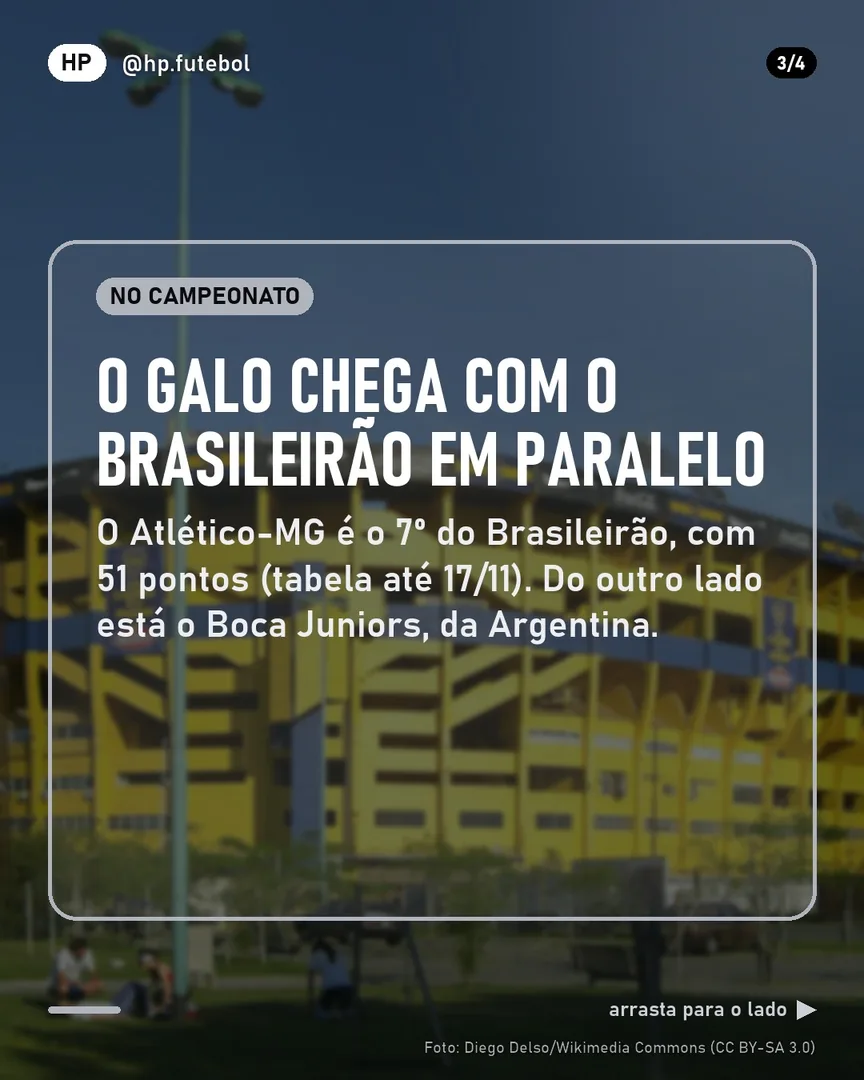 HP @hp.futebol 3/4
NO CAMPEONATO
O GALO CHEGA COM O
BRASILEIRÃO EM PARALELO
O Atlético-MG é o 7º do Brasileirão, com
51 pontos (tabela até 17/11). Do outro lado
está o Boca Juniors, da Argentina.
arrasta para o lado ▶
Foto: Diego Delso/Wikimedia Commons (CC BY-SA 3.0)